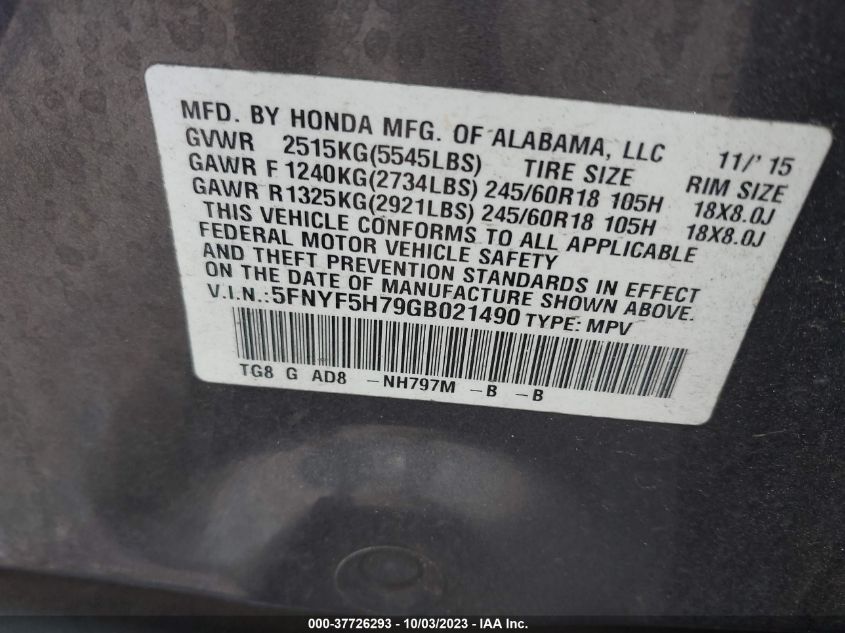 MFD. BY HONDA MFG. OF ALABAMA, LLC 11/' 15
GVWR 2515KG(5545LBS) TIRE SIZE RIM SIZE
GAWR F 1240KG(2734LBS) 245/60R18 105H 18X8.0J
GAWR R1325KG(2921LBS) 245/60R18 105H 18X8.0J
THIS VEHICLE CONFORMS TO ALL APPLICABLE
FEDERAL MOTOR VEHICLE SAFETY
AND THEFT PREVENTION STANDARDS IN EFFECT
ON THE DATE OF MANUFACTURE SHOWN ABOVE.
V.I.N.:5FNYF5H79GB021490 TYPE: MPV
TG8 G AD8 -NH797M -B -B
000-37726293 - 10/03/2023 - IAA Inc.